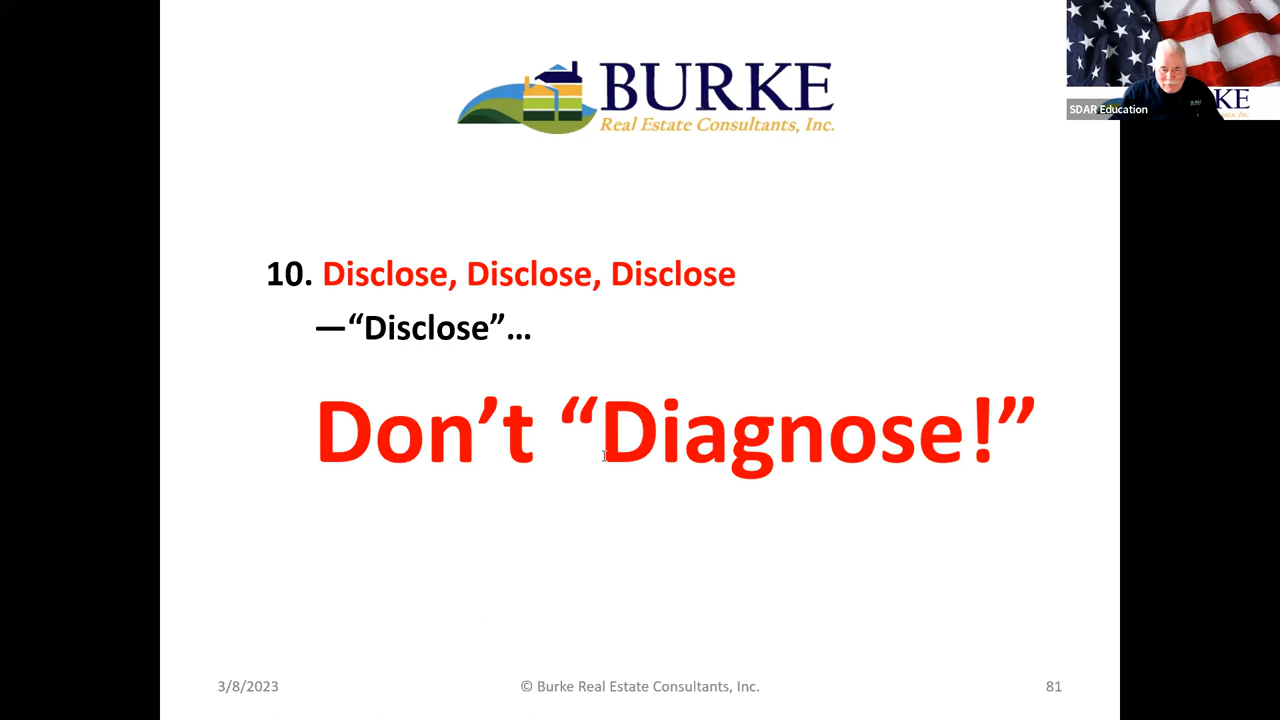 BURKE
Real Estate Consultants, Inc.
SDAR Education
KE
10. Disclose, Disclose, Disclose
—“Disclose”…
Don’t “Diagnose!”
3/8/2023
© Burke Real Estate Consultants, Inc.
81